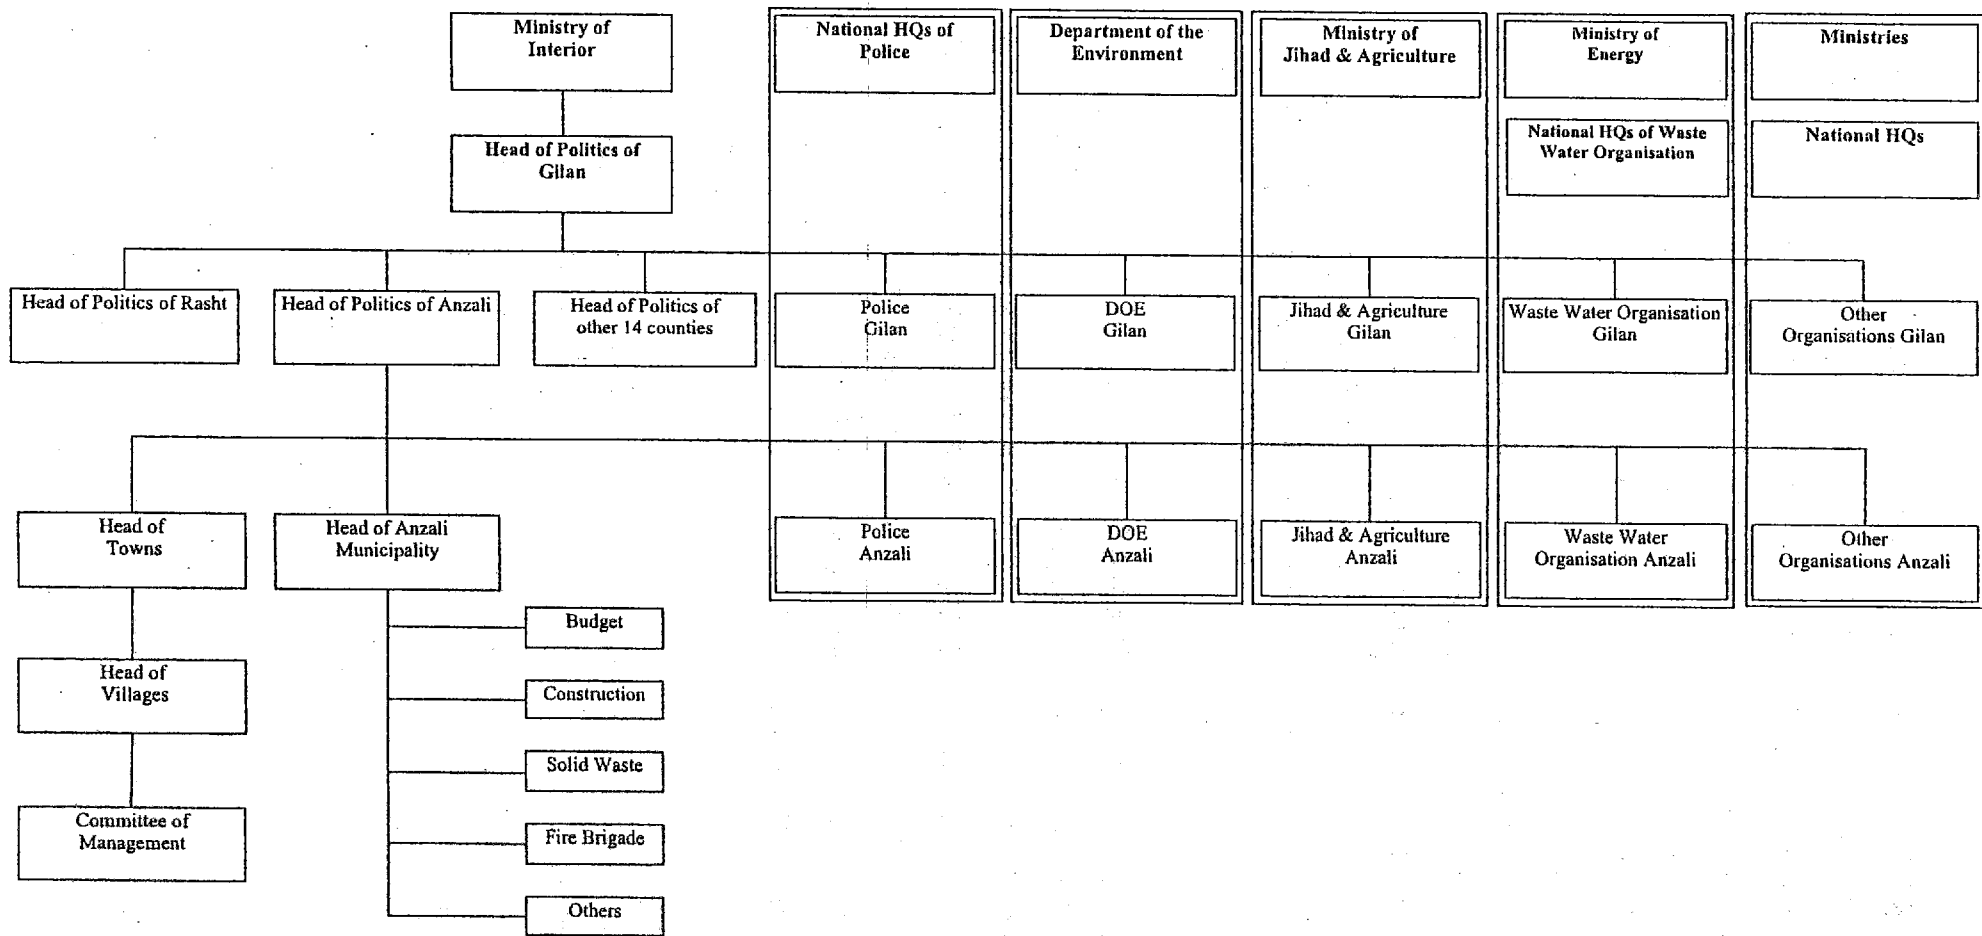 Ministry of
Interior
National HQs of
Police
Department of the
Environment
Ministry of
Jihad & Agriculture
Ministry of
Energy
Ministries
Head of Politics of
Gilan
National HQs of Waste
Water Organisation
National HQs
Head of Politics of Rasht
Head of Politics of Anzali
Head of Politics of
other 14 counties
Police
Gilan
DOE
Gilan
Jihad & Agriculture
Gilan
Waste Water Organisation
Gilan
Other
Organisations Gilan
Head of
Towns
Head of Anzali
Municipality
Police
Anzali
DOE
Anzali
Jihad & Agriculture
Anzali
Waste Water
Organisation Anzali
Other
Organisations Anzali
Budget
Head of
Villages
Construction
Solid Waste
Committee of
Management
Fire Brigade
Others